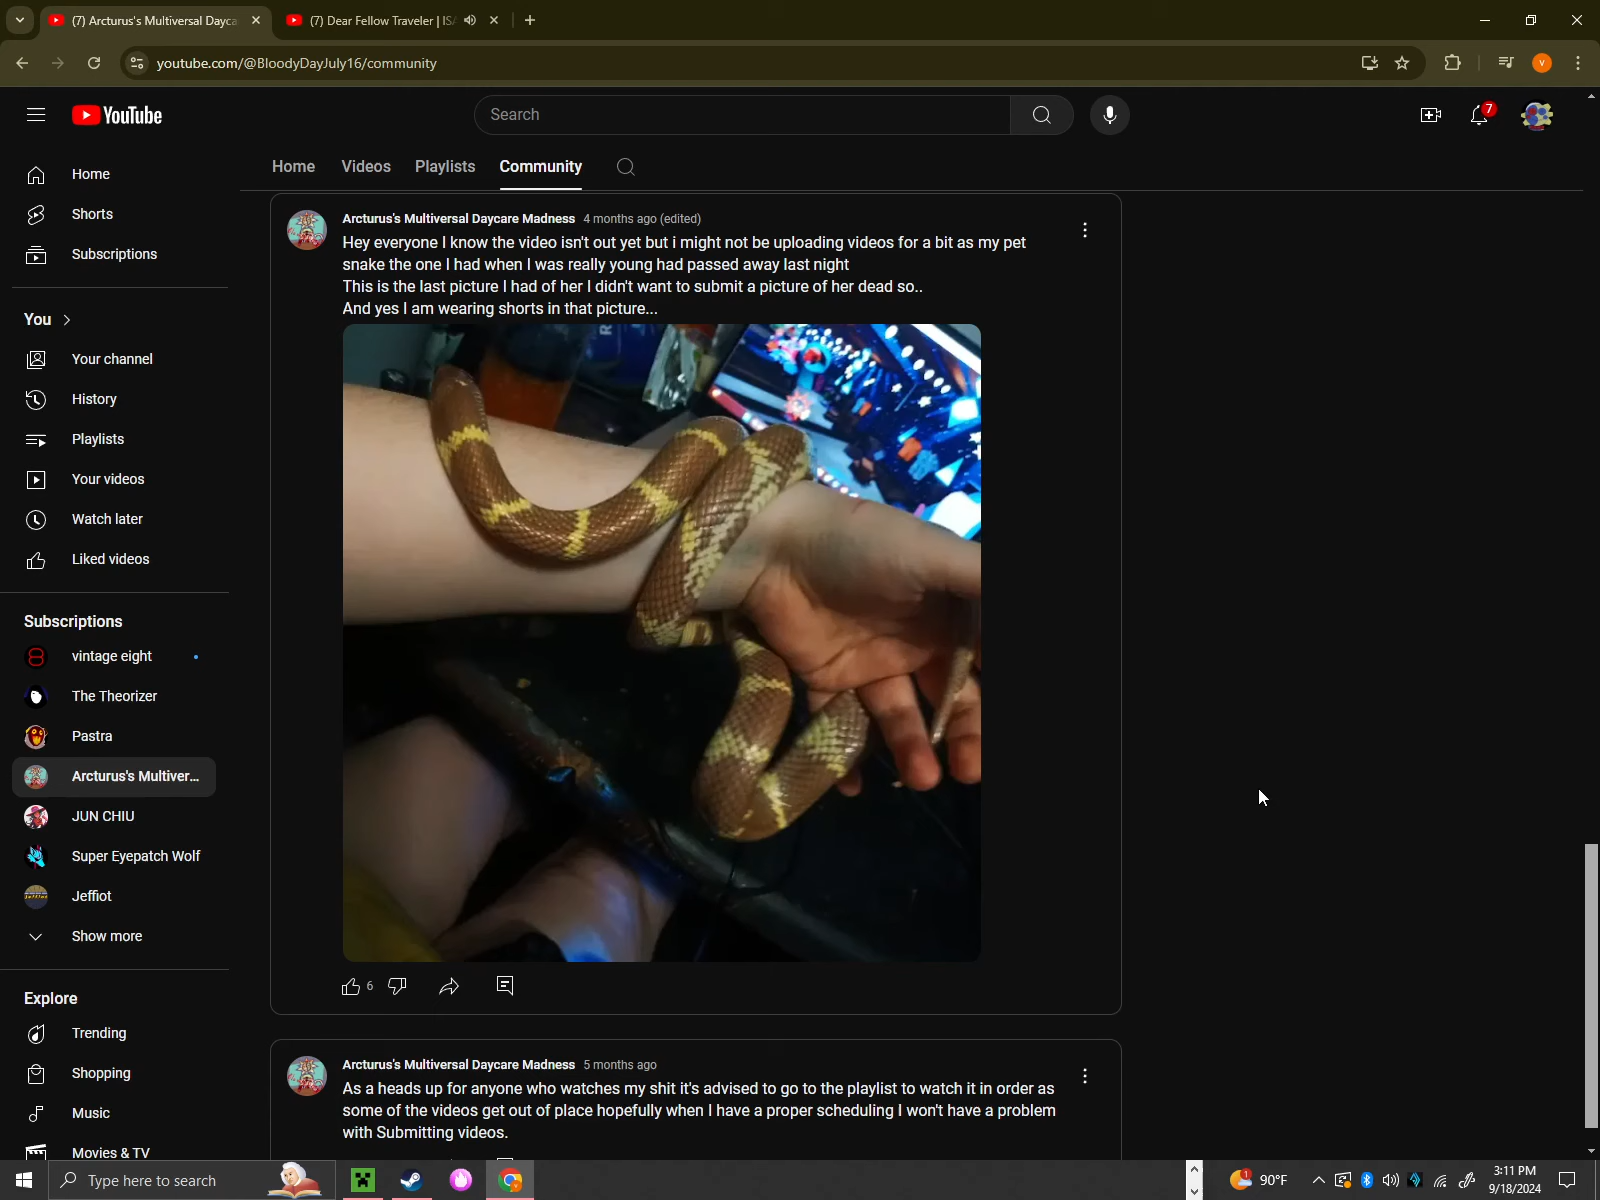 (7) Arcturus's Multiversal Dayca
(7) Dear Fellow Traveler | IS
youtube.com/@BloodyDayJuly16/community
YouTube
Search
7
Home
Shorts
Subscriptions
You
Your channel
History
Playlists
Your videos
Watch later
Liked videos
Subscriptions
vintage eight
The Theorizer
Pastra
Arcturus's Multiver...
JUN CHIU
Super Eyepatch Wolf
Jeffiot
Show more
Explore
Trending
Shopping
Music
Movies & TV
Home Videos Playlists Community
Arcturus's Multiversal Daycare Madness 4 months ago (edited)
Hey everyone I know the video isn't out yet but i might not be uploading videos for a bit as my pet
snake the one I had when I was really young had passed away last night
This is the last picture I had of her I didn't want to submit a picture of her dead so..
And yes I am wearing shorts in that picture...
6
Arcturus's Multiversal Daycare Madness 5 months ago
As a heads up for anyone who watches my shit it's advised to go to the playlist to watch it in order as
some of the videos get out of place hopefully when I have a proper scheduling I won't have a problem
with Submitting videos.
Type here to search
1
90°F
3:11 PM
9/18/2024